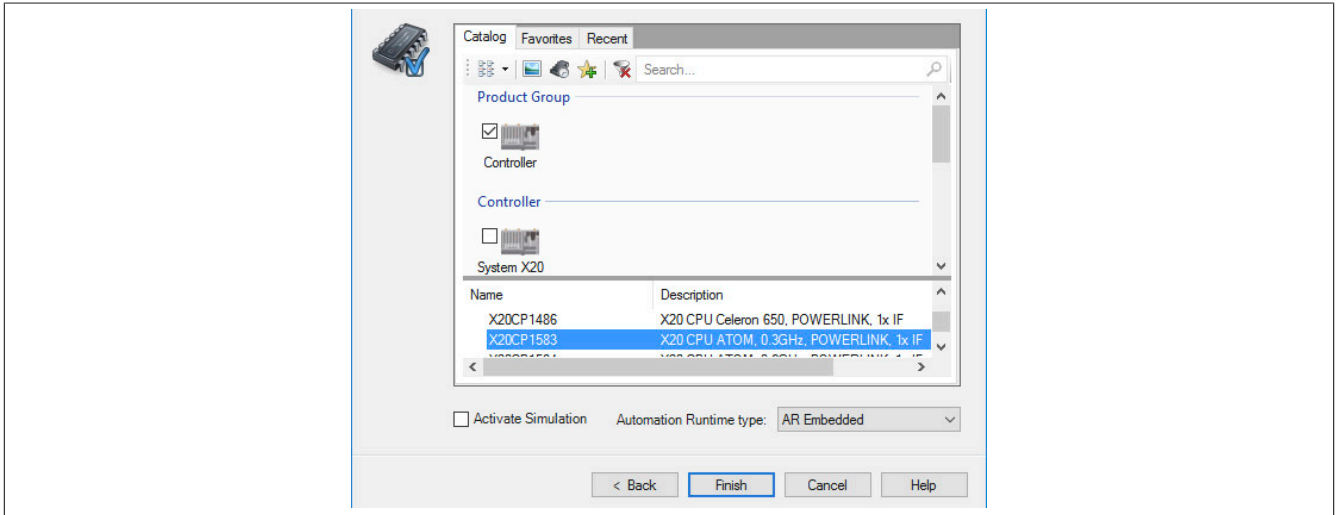 Catalog Favorites Recent
Search...
Product Group
Controller
Controller
System X20
Name Description
X20CP1486 X20 CPU Celeron 650, POWERLINK, 1x IF
X20CP1583 X20 CPU ATOM, 0.3GHz, POWERLINK, 1x IF
Activate Simulation Automation Runtime type: AR Embedded
< Back Finish Cancel Help